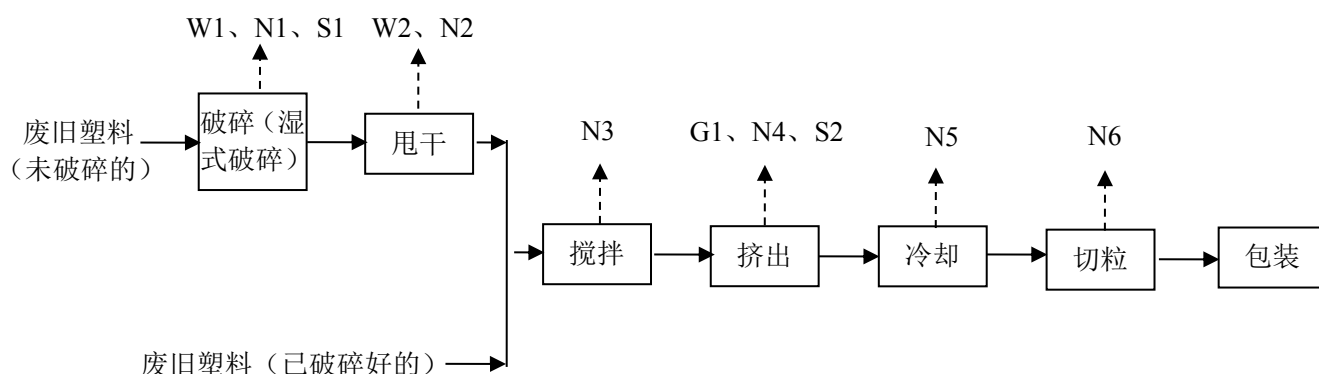 W1、N1、S1
W2、N2
废旧塑料
（未破碎的）
破碎（湿
式破碎）
甩干
N3
G1、N4、S2
N5
N6
搅拌
挤出
冷却
切粒
包装
废旧塑料（已破碎好的）